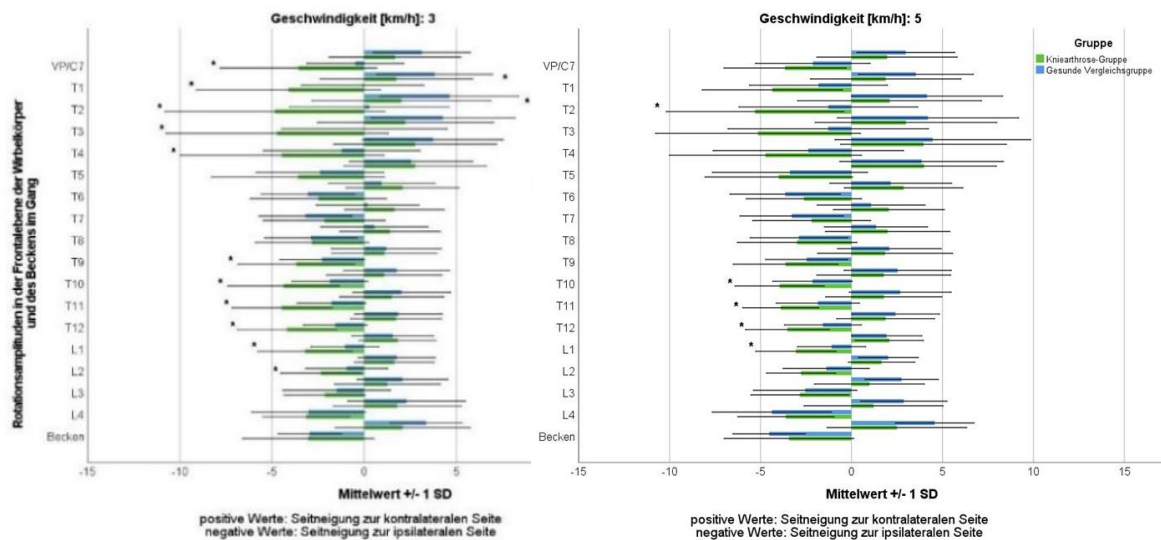 Geschwindigkeit [km/h]: 3
Rotationsamplituden in der Frontalebene der Wirbelkörper
und des Beckens im Gang
VP/C7
T1
T2
T3
T4
T5
T6
T7
T8
T9
T10
T11
T12
L1
L2
L3
L4
Becken
* * * * * * * * * * * * * *
-15 -10 -5 0 5
Mittelwert +/- 1 SD
positive Werte: Seitneigung zur kontralateralen Seite
negative Werte: Seitneigung zur ipsilateralen Seite
Geschwindigkeit [km/h]: 5
VP/C7
T1
T2
T3
T4
T5
T6
T7
T8
T9
T10
T11
T12
L1
L2
L3
L4
Becken
* * * * *
-15 -10 -5 0 5 10 15
Mittelwert +/- 1 SD
positive Werte: Seitneigung zur kontralateralen Seite
negative Werte: Seitneigung zur ipsilateralen Seite
Gruppe
Kniearthrose-Gruppe
Gesunde Vergleichsgruppe